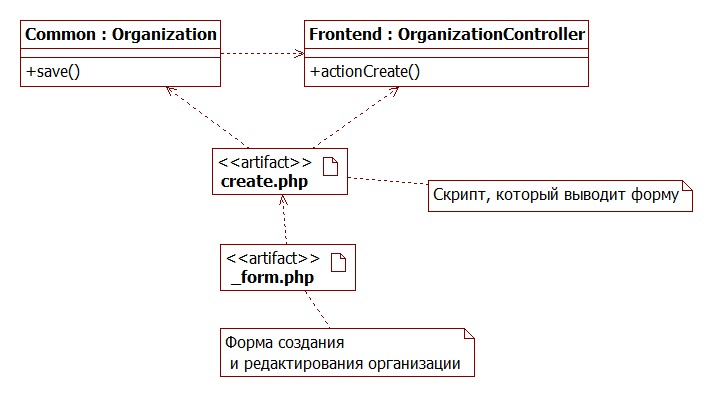 Common : Organization
+save()
Frontend : OrganizationController
+actionCreate()
<<artifact>>
create.php
Скрипт, который выводит форму
<<artifact>>
_form.php
Форма создания
и редактирования организации